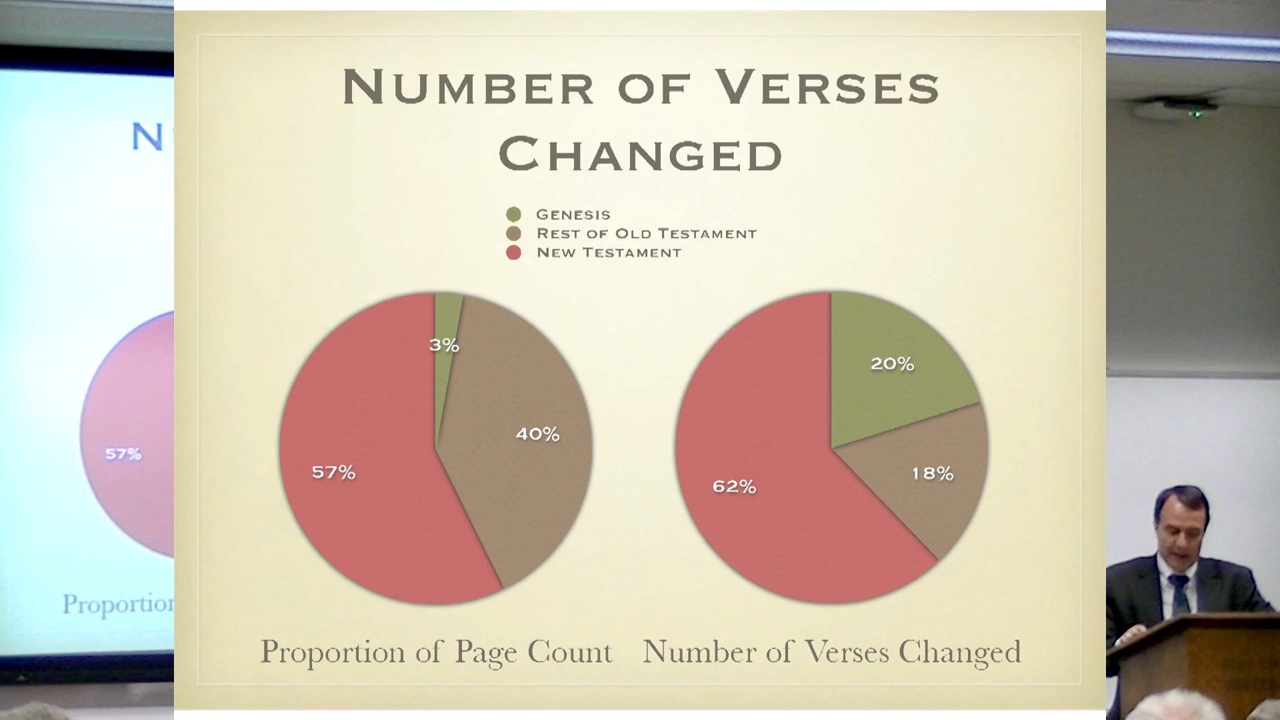 NUMBER OF VERSES
CHANGED
GENESIS
REST OF OLD TESTAMENT
NEW TESTAMENT
3%
40%
57%
20%
18%
62%
Proportion of Page Count
Number of Verses Changed
57%